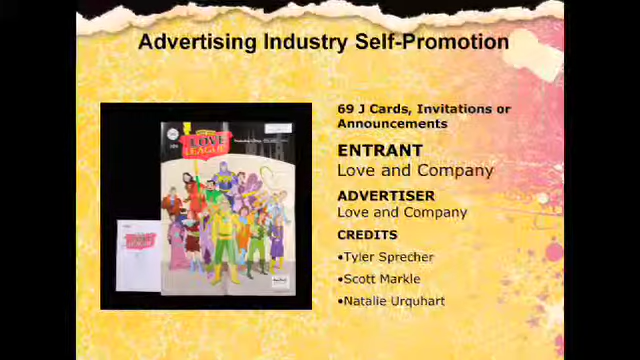 Advertising Industry Self-Promotion
69 J Cards, Invitations or
Announcements
ENTRANT
Love and Company
ADVERTISER
Love and Company
CREDITS
•Tyler Sprecher
•Scott Markle
•Natalie Urquhart
LOVE
LEAGUE